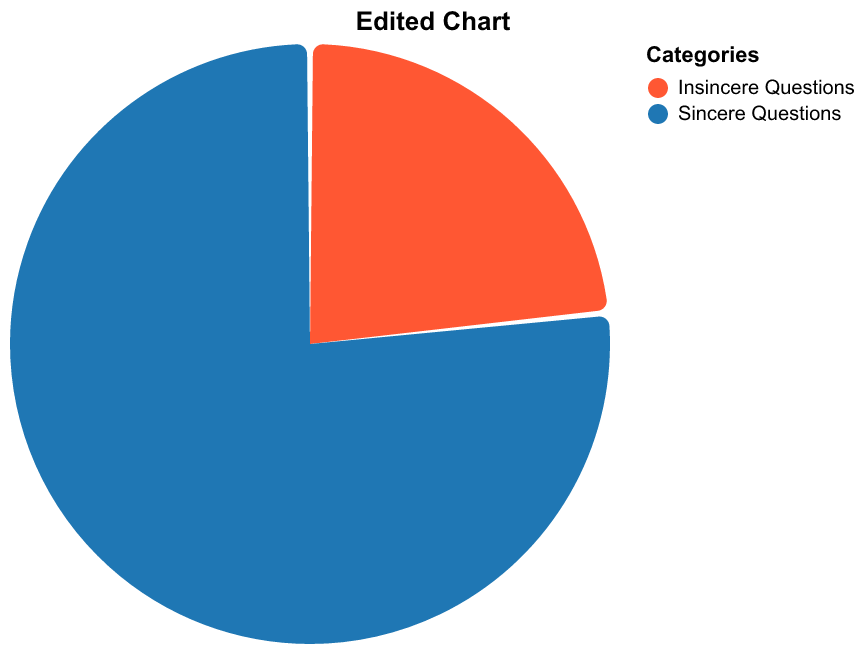 Edited Chart
Categories
Insincere Questions
Sincere Questions